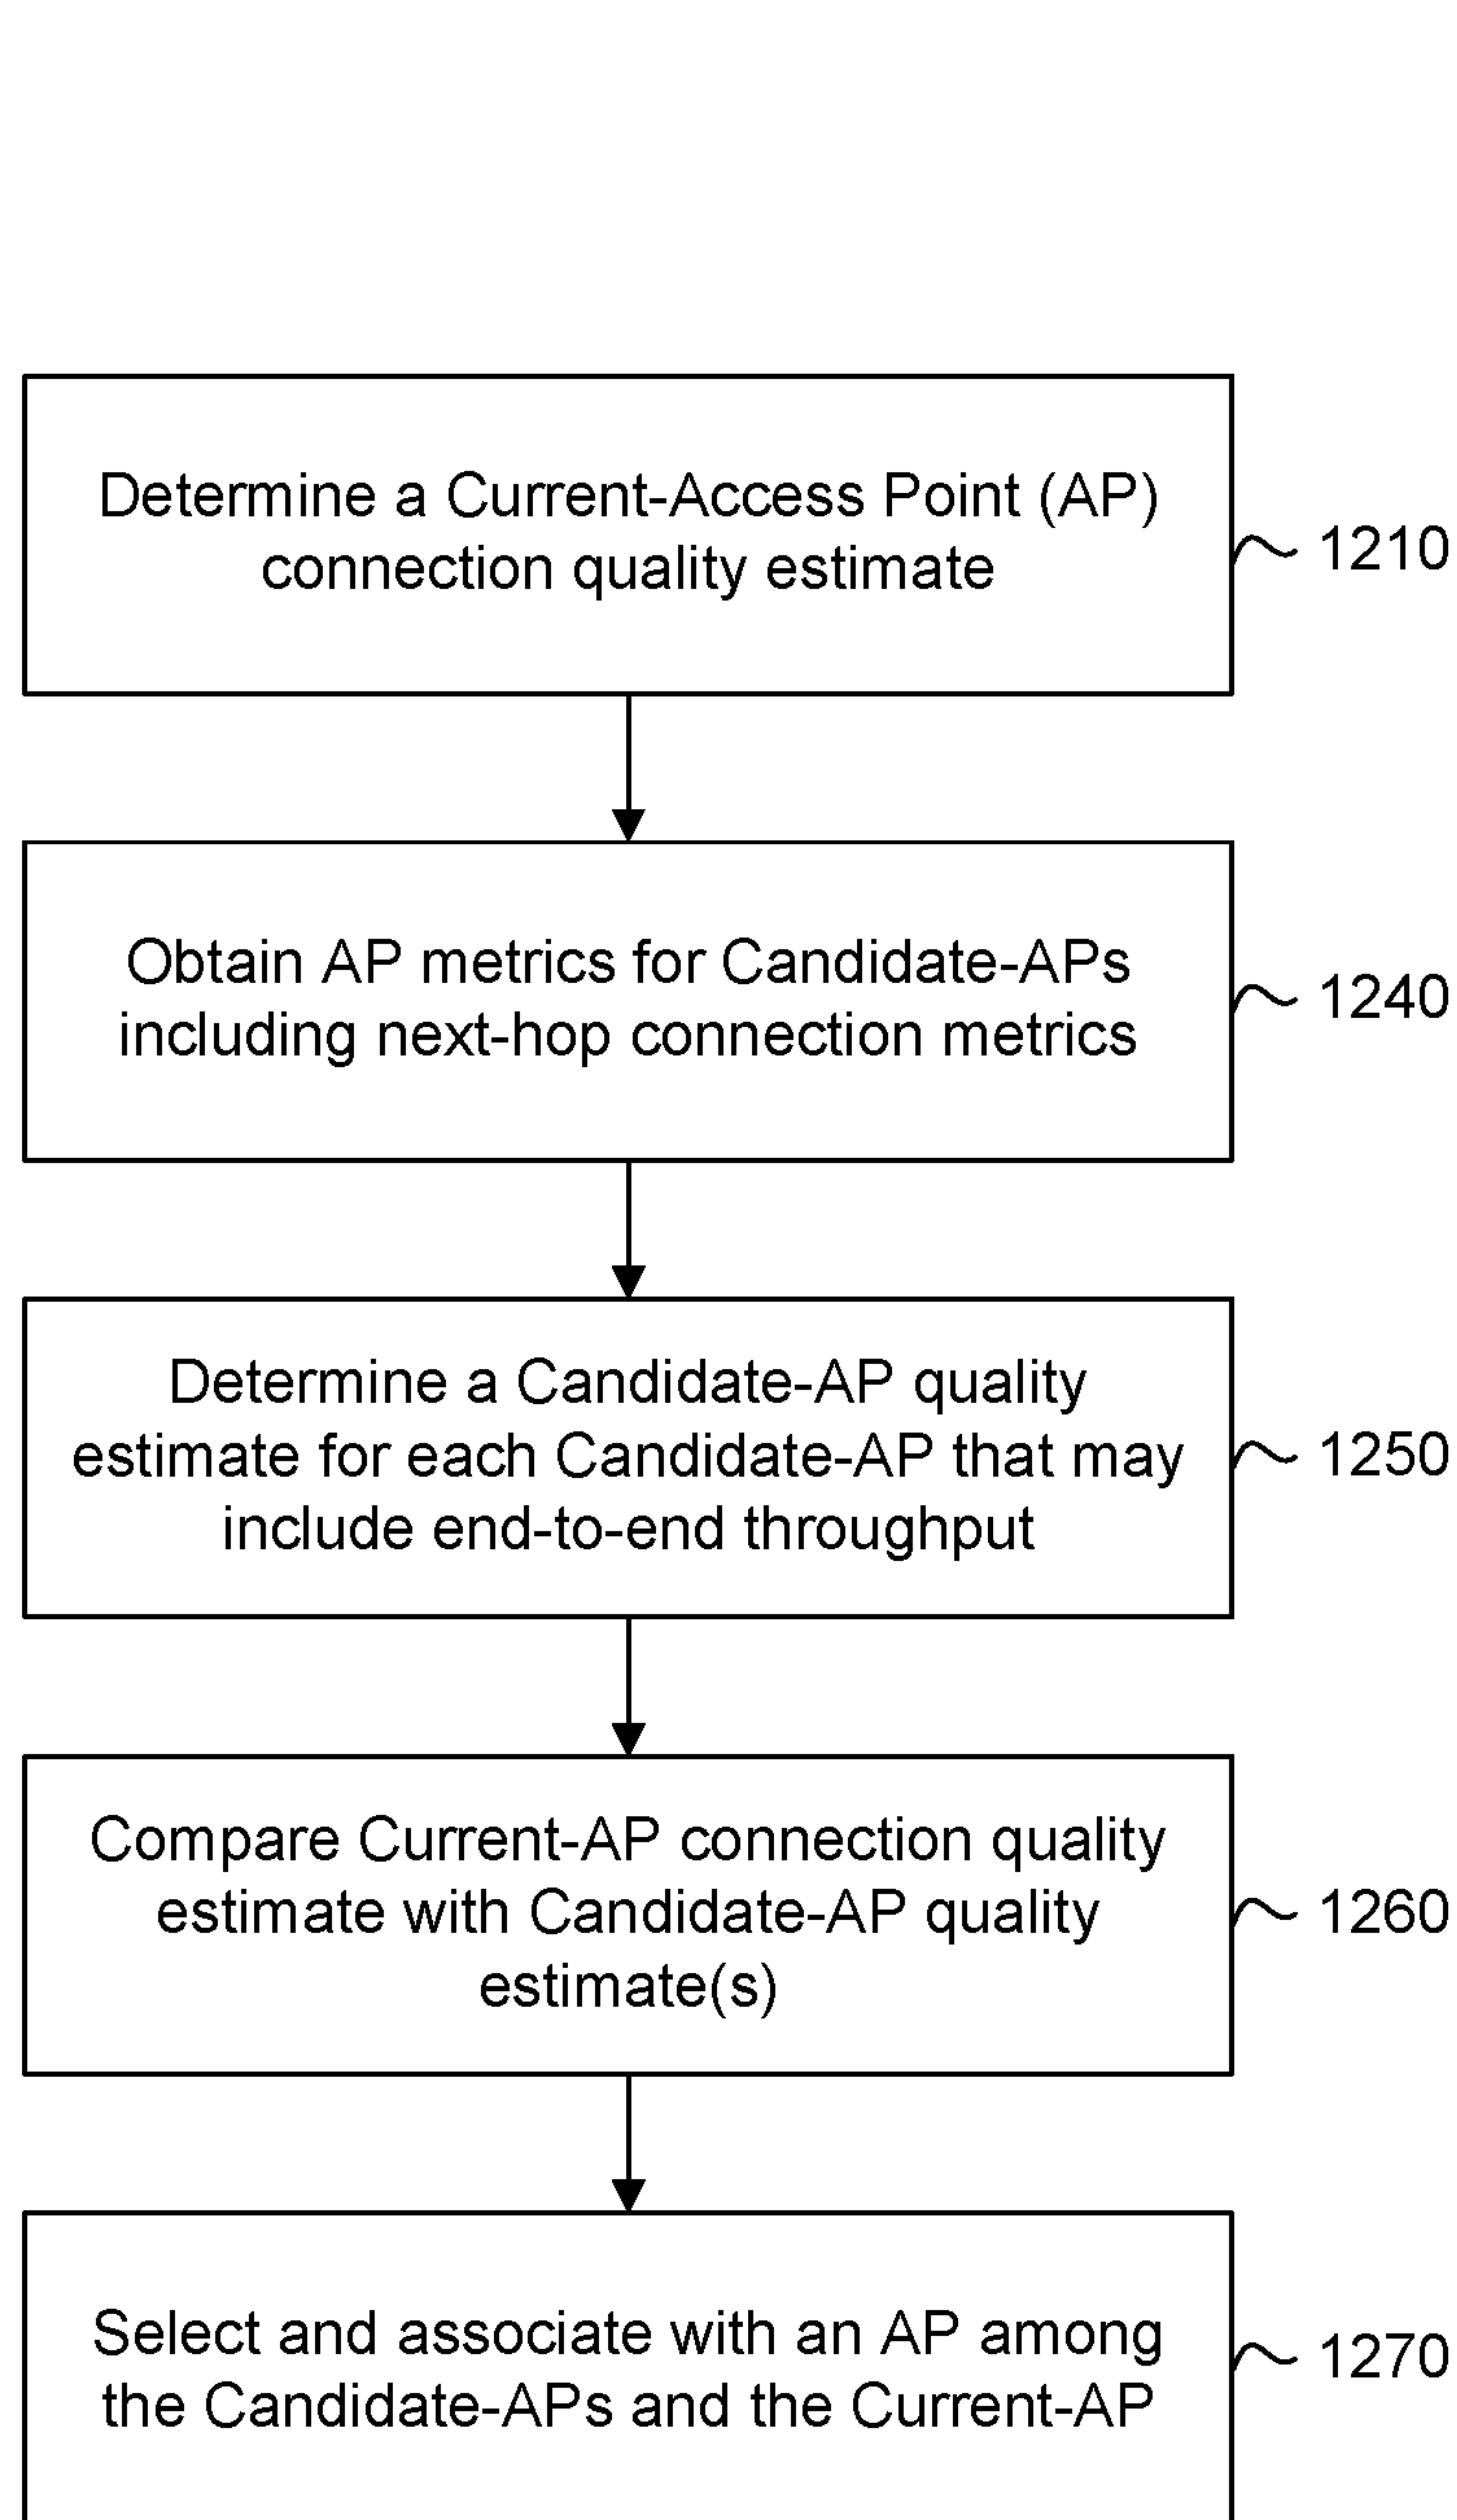 Determine a Current-Access Point (AP)
connection quality estimate
1210
Obtain AP metrics for Candidate-APs
including next-hop connection metrics
1240
Determine a Candidate-AP quality
estimate for each Candidate-AP that may
include end-to-end throughput
1250
Compare Current-AP connection quality
estimate with Candidate-AP quality
estimate(s)
1260
Select and associate with an AP among
the Candidate-APs and the Current-AP
1270